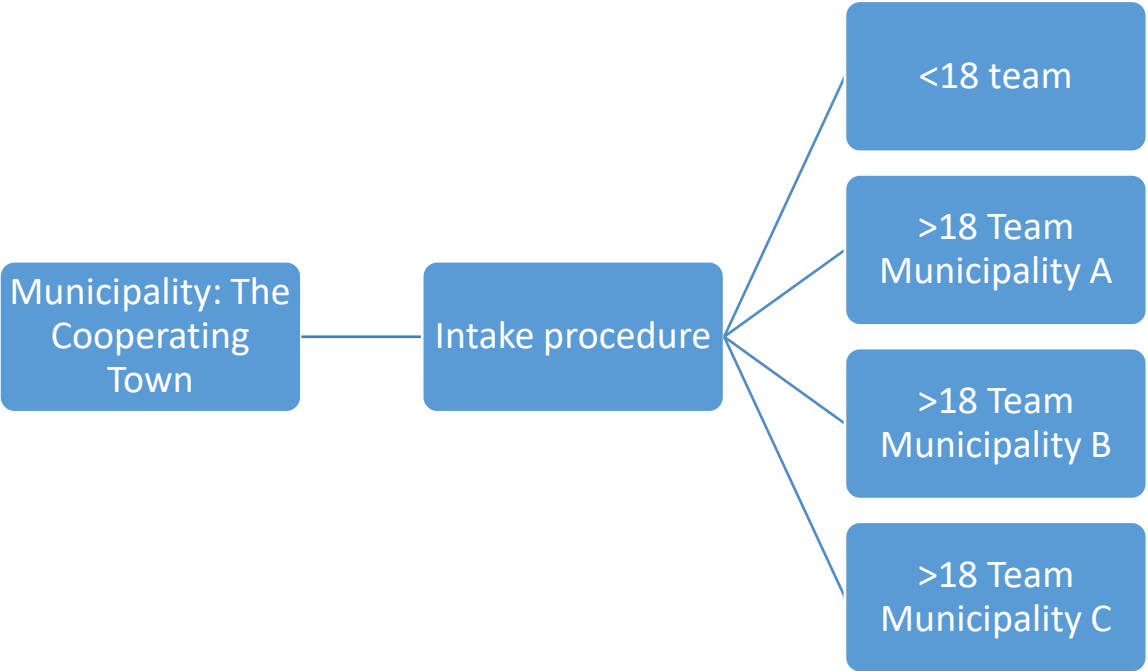 <18 team
>18 Team
Municipality A
Municipality: The
Cooperating
Town
Intake procedure
>18 Team
Municipality B
>18 Team
Municipality C